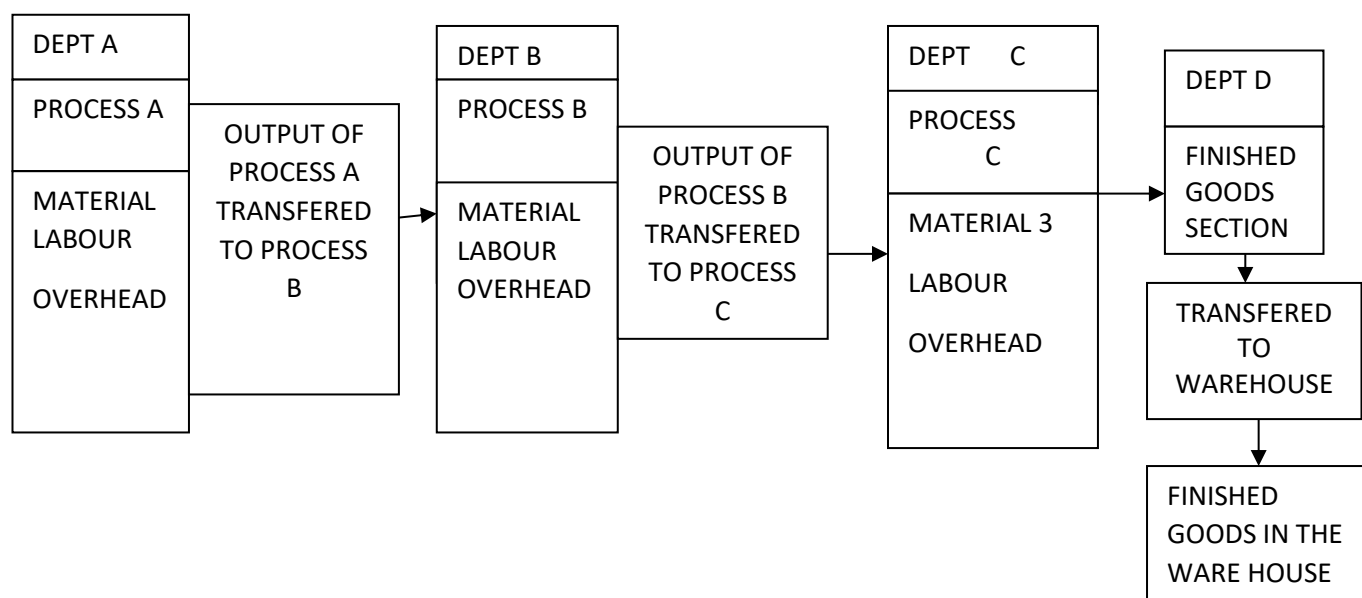 DEPT A
PROCESS A
MATERIAL
LABOUR
OVERHEAD
OUTPUT OF
PROCESS A
TRANSFERED
TO PROCESS
B
DEPT B
PROCESS B
MATERIAL
LABOUR
OVERHEAD
OUTPUT OF
PROCESS B
TRANSFERED
TO PROCESS
C
DEPT C
PROCESS
C
MATERIAL 3
LABOUR
OVERHEAD
DEPT D
FINISHED
GOODS
SECTION
TRANSFERED
TO
WAREHOUSE
FINISHED
GOODS IN THE
WARE HOUSE